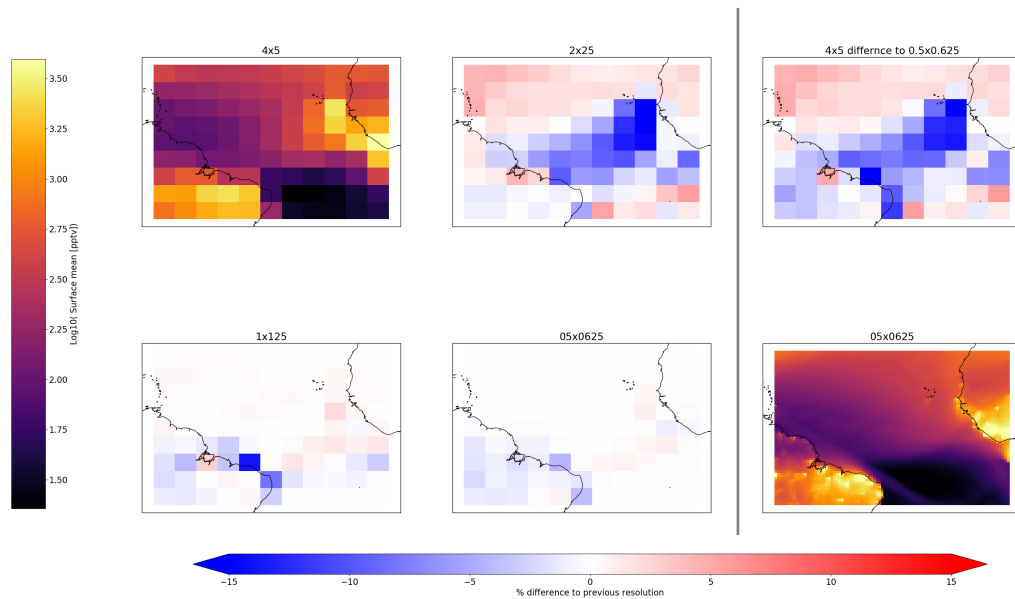 4x5
2x25
4x5 differnce to 0.5x0.625
3.50
3.25
3.00
2.75
2.50
2.25
2.00
1.75
1.50
Log10( Surface mean [pptv])
1x125
05x0625
05x0625
−15
−10
−5
0
5
10
15
% difference to previous resolution